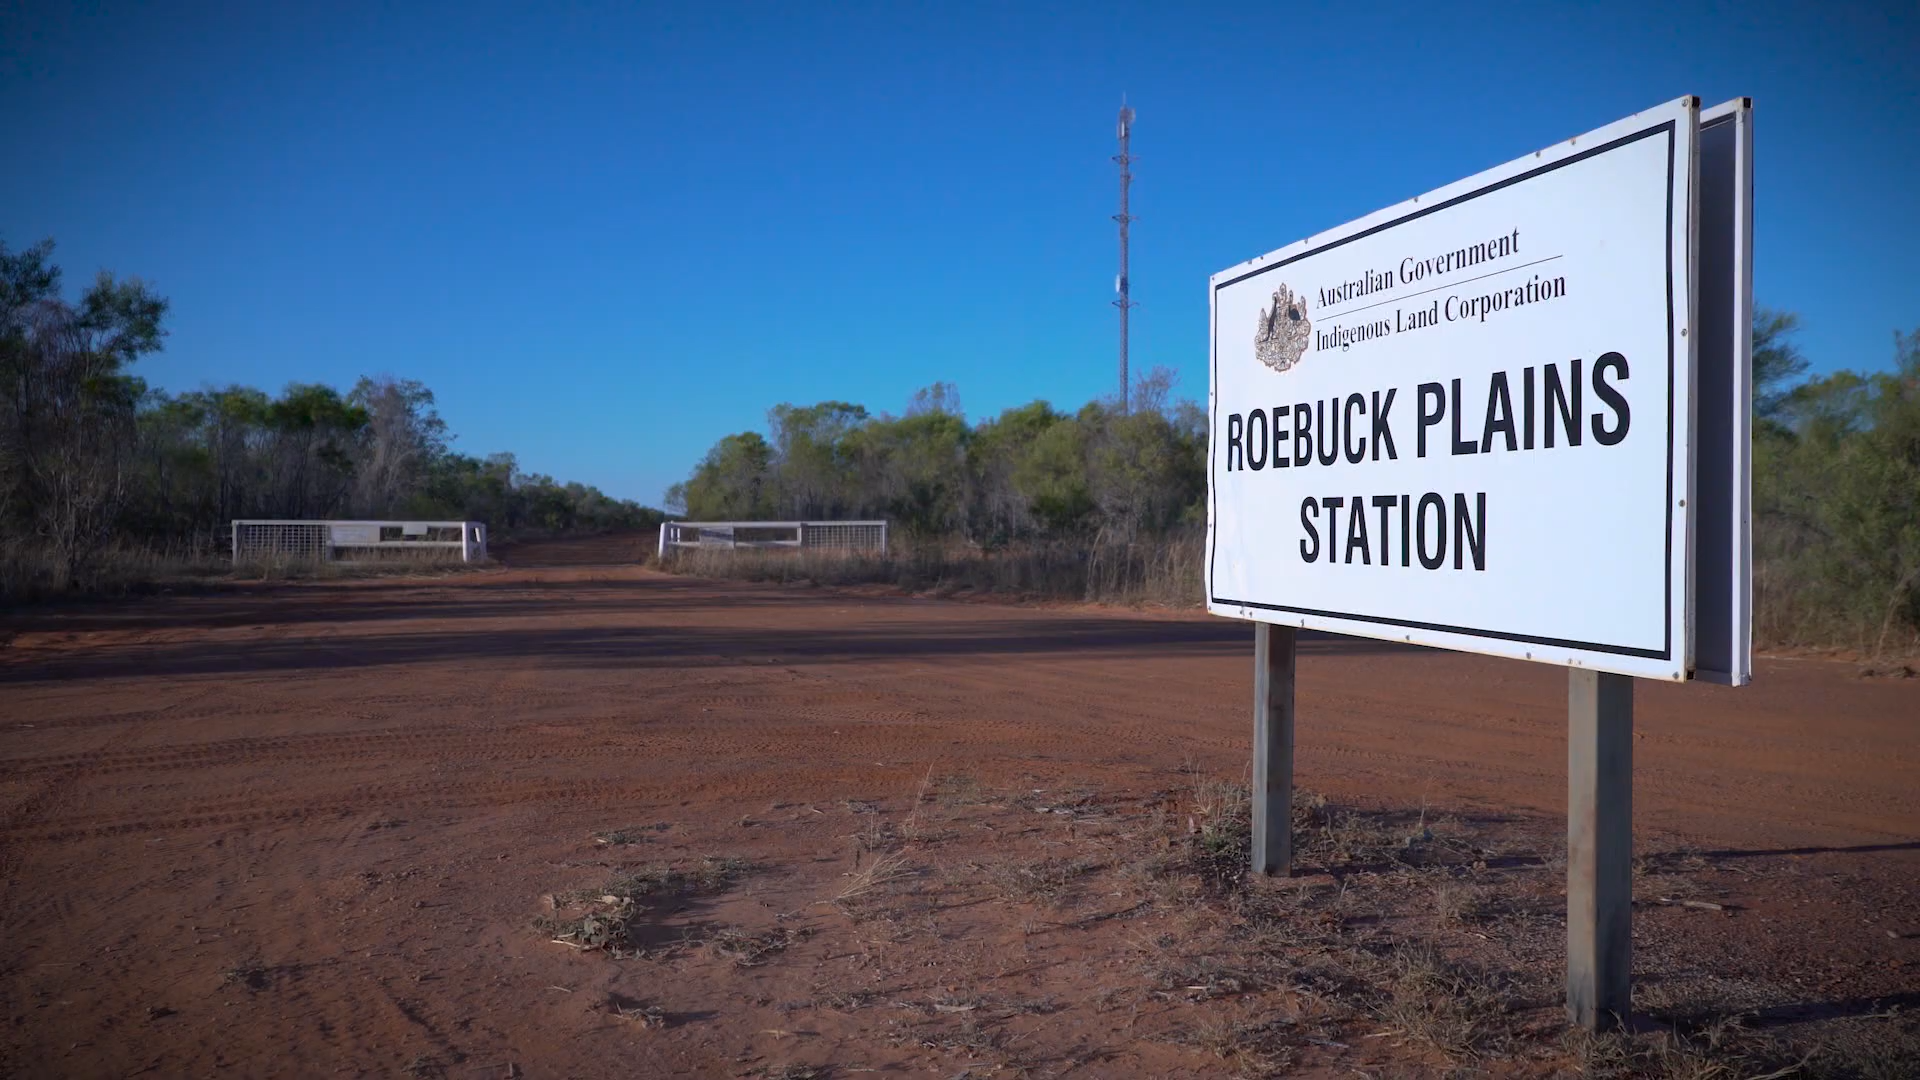 Australian Government
Indigenous Land Corporation
ROEBUCK PLAINS
STATION